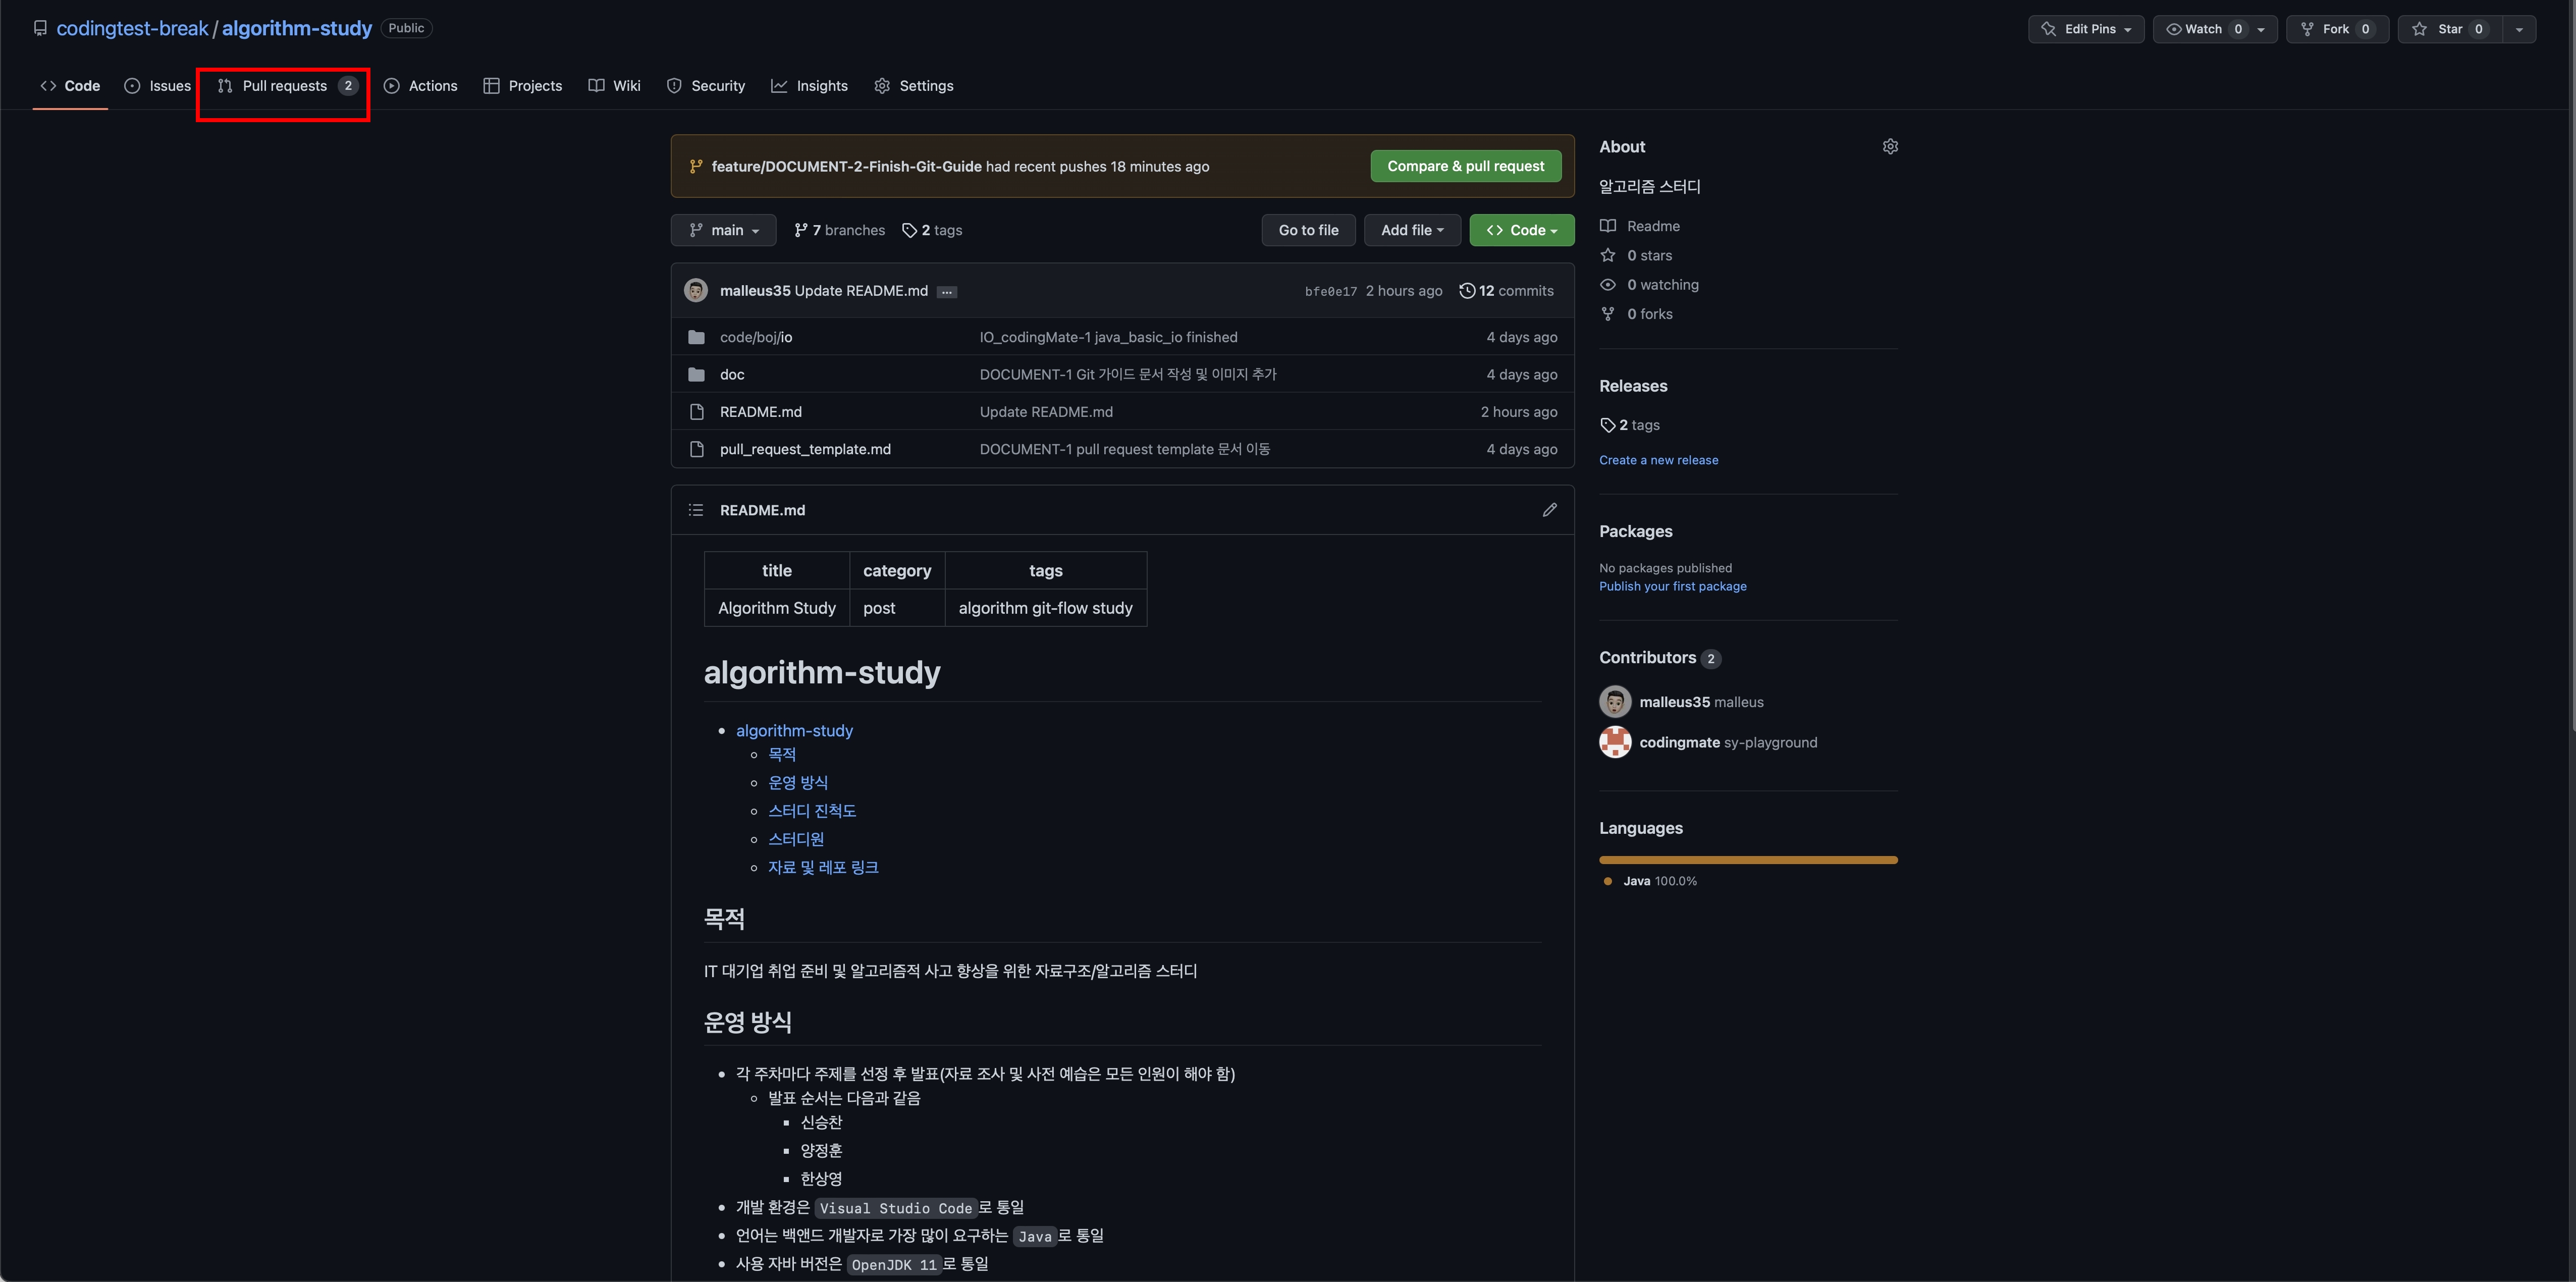 codingtest-break / algorithm-study Public
Edit Pins Watch 0 Fork 0 Star 0
Code Issues Pull requests 2 Actions Projects Wiki Security Insights Settings
feature/DOCUMENT-2-Finish-Git-Guide had recent pushes 18 minutes ago Compare & pull request
main 7 branches 2 tags Go to file Add file Code
malleus35 Update README.md ... bfe0e17 2 hours ago 12 commits
code/boj/io IO_codingMate-1 java_basic_io finished 4 days ago
doc DOCUMENT-1 Git 가이드 문서 작성 및 이미지 추가 4 days ago
README.md Update README.md 2 hours ago
pull_request_template.md DOCUMENT-1 pull request template 문서 이동 4 days ago
README.md
title category tags
Algorithm Study post algorithm git-flow study
algorithm-study
algorithm-study
목적
운영 방식
스터디 진척도
스터디원
자료 및 레포 링크
목적
IT 대기업 취업 준비 및 알고리즘적 사고 향상을 위한 자료구조/알고리즘 스터디
운영 방식
각 주차마다 주제를 선정 후 발표(자료 조사 및 사전 예습은 모든 인원이 해야 함)
발표 순서는 다음과 같음
신승찬
양정훈
한상영
개발 환경은 Visual Studio Code로 통일
언어는 백앤드 개발자로 가장 많이 요구하는 Java로 통일
사용 자바 버전은 OpenJDK 11로 통일
About
알고리즘 스터디
Readme
0 stars
0 watching
0 forks
Releases
2 tags
Create a new release
Packages
No packages published
Publish your first package
Contributors 2
malleus35 malleus
codingmate sy-playground
Languages
Java 100.0%